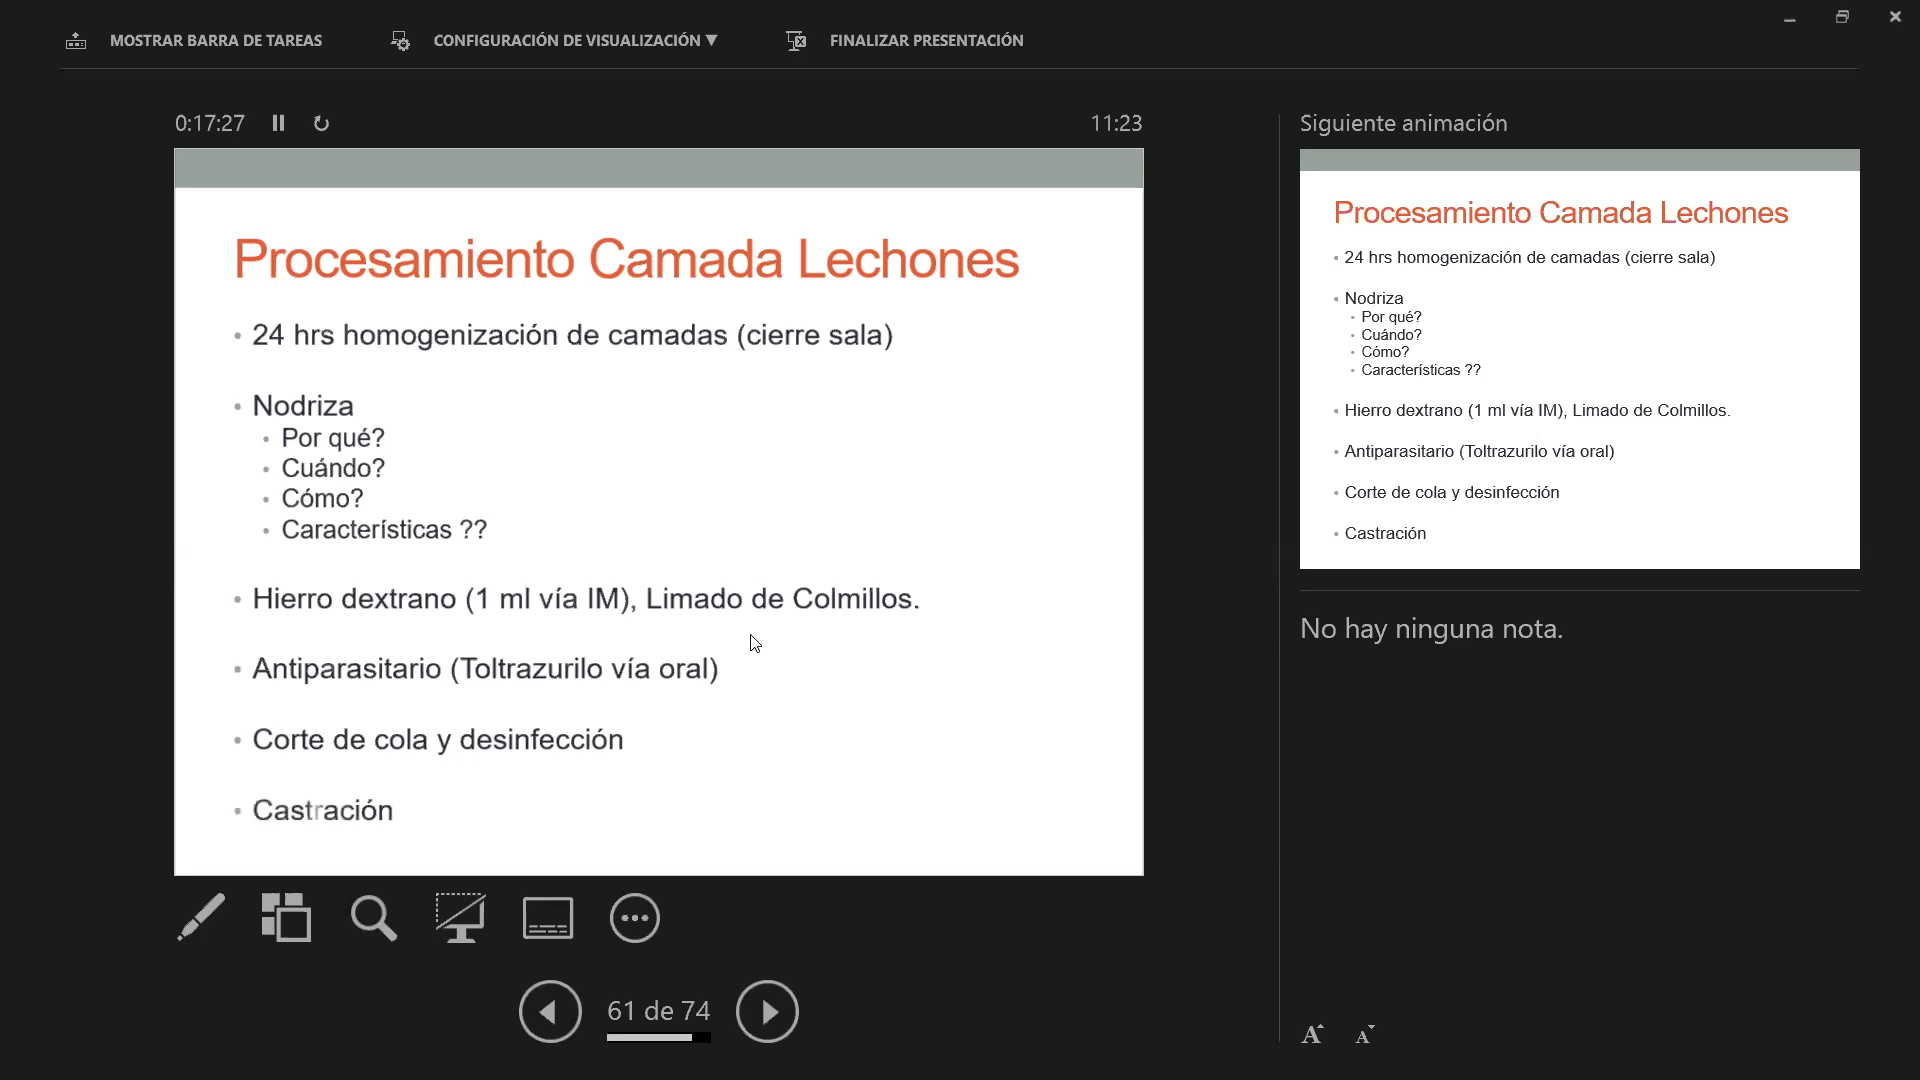 MOSTRAR BARRA DE TAREAS
CONFIGURACIÓN DE VISUALIZACIÓN ▼
FINALIZAR PRESENTACIÓN
0:17:27
11:23
Procesamiento Camada Lechones
• 24 hrs homogenización de camadas (cierre sala)
• Nodriza
• Por qué?
• Cuándo?
• Cómo?
• Características ??
• Hierro dextrano (1 ml vía IM), Limado de Colmillos.
• Antiparasitario (Toltrazurilo vía oral)
• Corte de cola y desinfección
• Castración
61 de 74
Siguiente animación
Procesamiento Camada Lechones
• 24 hrs homogenización de camadas (cierre sala)
• Nodriza
• Por qué?
• Cuándo?
• Cómo?
• Características ??
• Hierro dextrano (1 ml vía IM), Limado de Colmillos.
• Antiparasitario (Toltrazurilo vía oral)
• Corte de cola y desinfección
• Castración
No hay ninguna nota.
A A